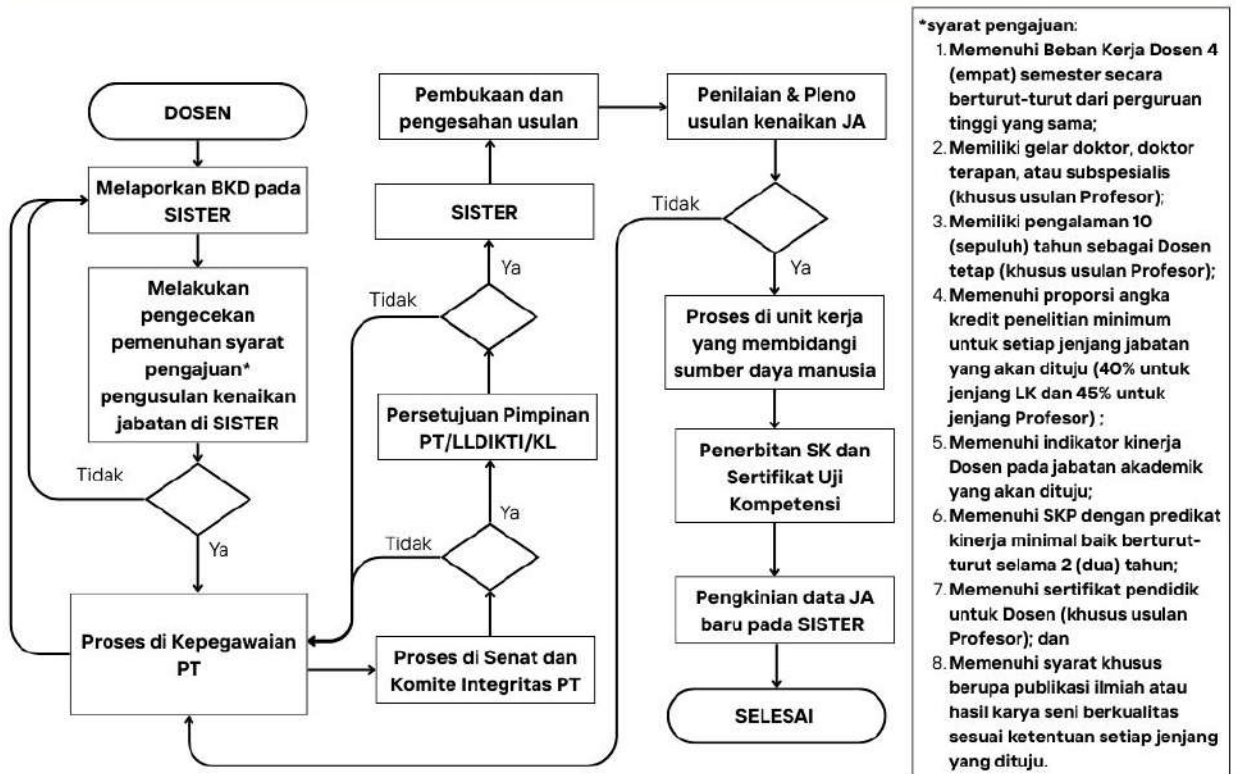 DOSEN
Melaporkan BKD pada
SISTER
Melakukan
pengecekan
pemenuhan syarat
pengajuan*
pengusulan kenaikan
jabatan di SISTER
Tidak
Ya
Proses di Kepegawaian
PT
Proses di Senat dan
Komite Integritas PT
Tidak
Ya
Persetujuan Pimpinan
PT/LLDIKTI/KL
Tidak
Ya
SISTER
Pembukaan dan
pengesahan usulan
Penilaian & Pleno
usulan kenaikan JA
Tidak
Ya
Proses di unit kerja
yang membidangi
sumber daya manusia
Penerbitan SK dan
Sertifikat Uji
Kompetensi
Pengkinian data JA
baru pada SISTER
SELESAI
*syarat pengajuan:
1. Memenuhi Beban Kerja Dosen 4
(empat) semester secara
berturut-turut dari perguruan
tinggi yang sama;
2. Memiliki gelar doktor, doktor
terapan, atau subspesialis
(khusus usulan Profesor);
3. Memiliki pengalaman 10
(sepuluh) tahun sebagai Dosen
tetap (khusus usulan Profesor);
4. Memenuhi proporsi angka
kredit penelitian minimum
untuk setiap jenjang jabatan
yang akan dituju (40% untuk
jenjang LK dan 45% untuk
jenjang Profesor) ;
5. Memenuhi indikator kinerja
Dosen pada jabatan akademik
yang akan dituju;
6. Memenuhi SKP dengan predikat
kinerja minimal baik berturut-
turut selama 2 (dua) tahun;
7. Memenuhi sertifikat pendidik
untuk Dosen (khusus usulan
Profesor); dan
8. Memenuhi syarat khusus
berupa publikasi ilmiah atau
hasil karya seni berkualitas
sesuai ketentuan setiap jenjang
yang dituju.